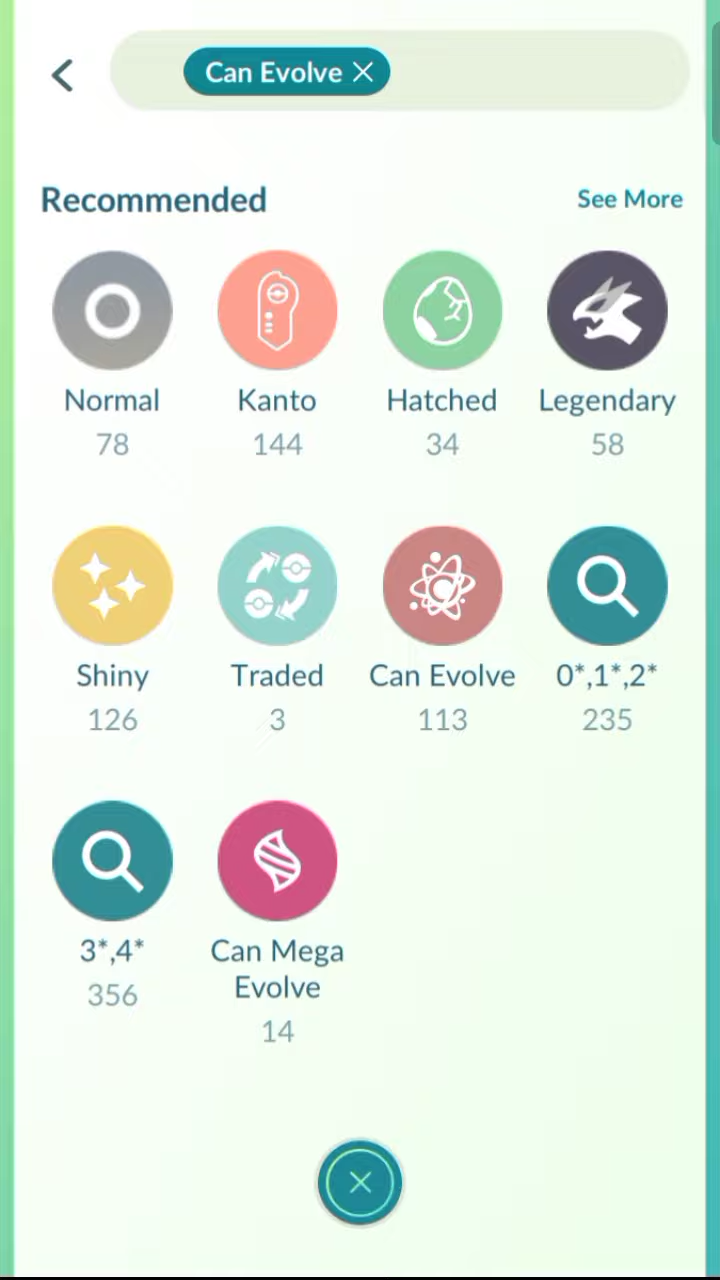 Can Evolve
Recommended
See More
Normal
78
Kanto
144
Hatched
34
Legendary
58
Shiny
126
Traded
3
Can Evolve
113
0*,1*,2*
235
3*,4*
356
Can Mega
Evolve
14